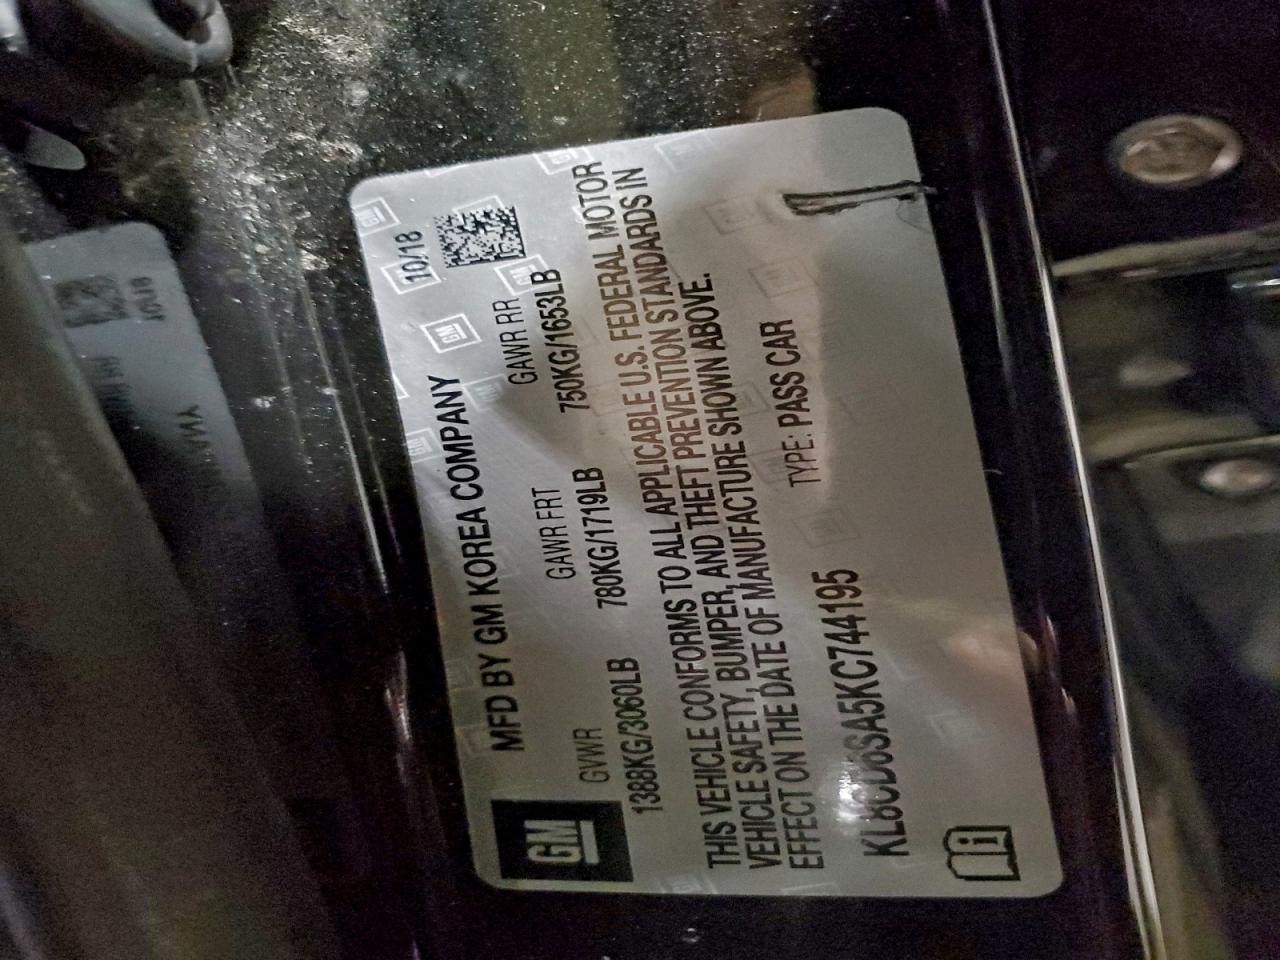 GM
MFD BY GM KOREA COMPANY
10/18
GVWR
GAWR FRT
GAWR RR
1388KG/3060LB
780KG/1719LB
750KG/1653LB
THIS VEHICLE CONFORMS TO ALL APPLICABLE U.S. FEDERAL MOTOR
VEHICLE SAFETY, BUMPER, AND THEFT PREVENTION STANDARDS IN
EFFECT ON THE DATE OF MANUFACTURE SHOWN ABOVE.
TYPE: PASS CAR